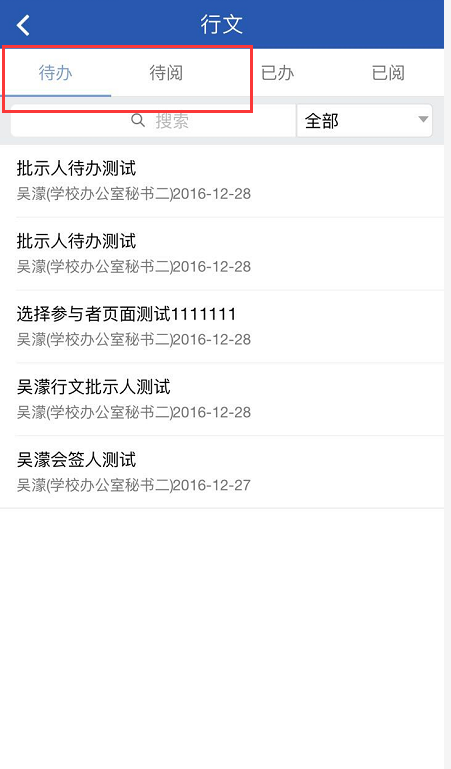 行文
待办 待阅 已办 已阅
搜索 全部
批示人待办测试
吴濛(学校办公室秘书二)2016-12-28
批示人待办测试
吴濛(学校办公室秘书二)2016-12-28
选择参与者页面测试1111111
吴濛(学校办公室秘书二)2016-12-28
吴濛行文批示人测试
吴濛(学校办公室秘书二)2016-12-28
吴濛会签人测试
吴濛(学校办公室秘书二)2016-12-27